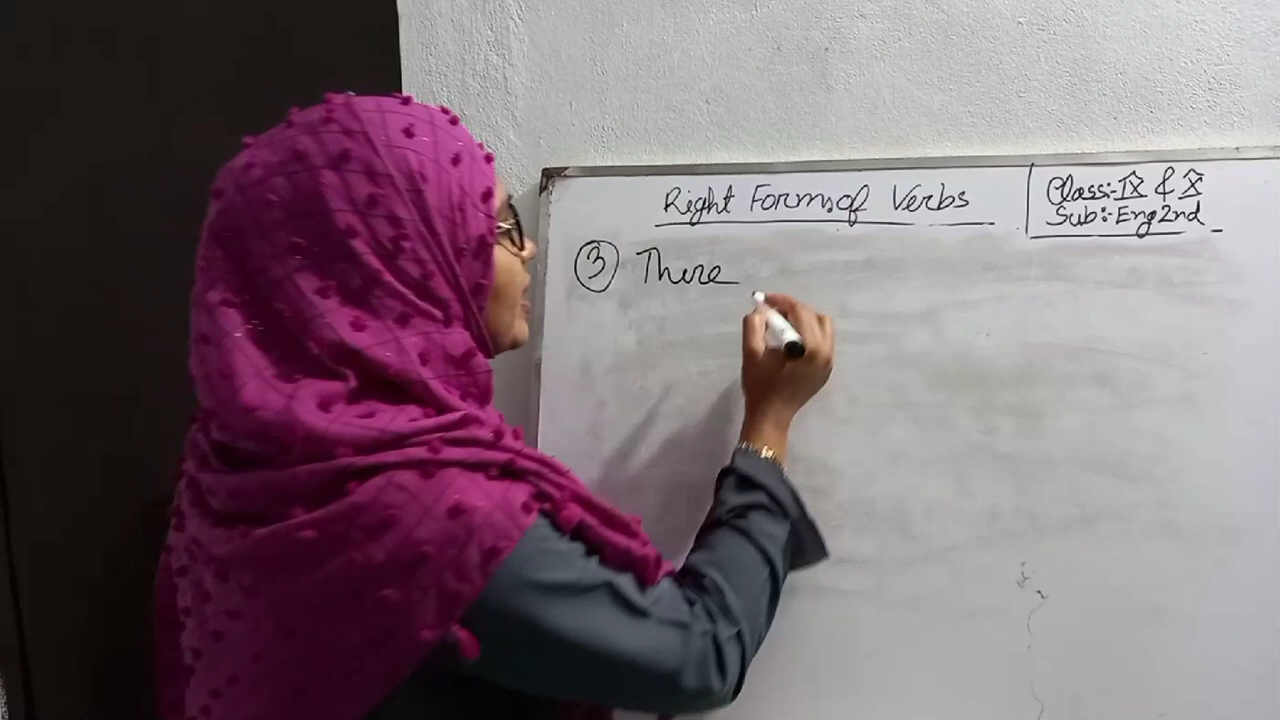 Right Forms of Verbs
Class:- IX & X
Sub:- Eng 2nd
③ There